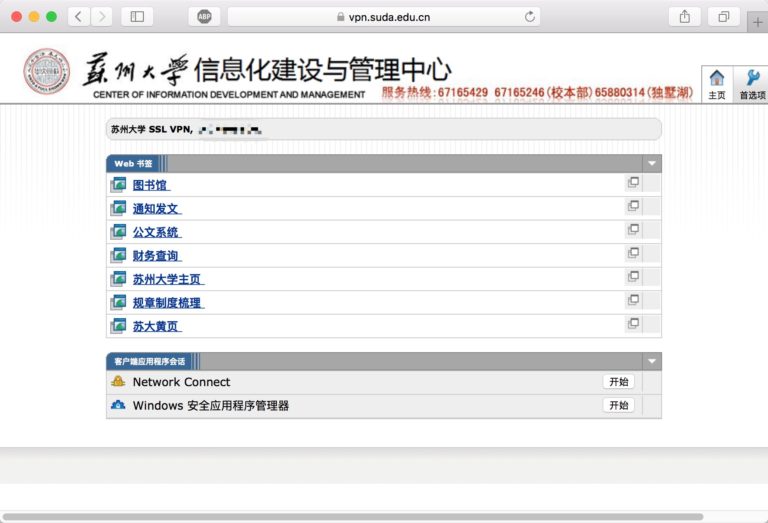 ABP
vpn.suda.edu.cn
苏州大学 信息化建设与管理中心
CENTER OF INFORMATION DEVELOPMENT AND MANAGEMENT
服务热线:67165429 67165246(校本部)65880314(独墅湖)
主页
首选项
苏州大学 SSL VPN,
Web 书签
图书馆
通知发文
公文系统
财务查询
苏州大学主页
规章制度梳理
苏大黄页
客户端应用程序会话
Network Connect
开始
Windows 安全应用程序管理器
开始